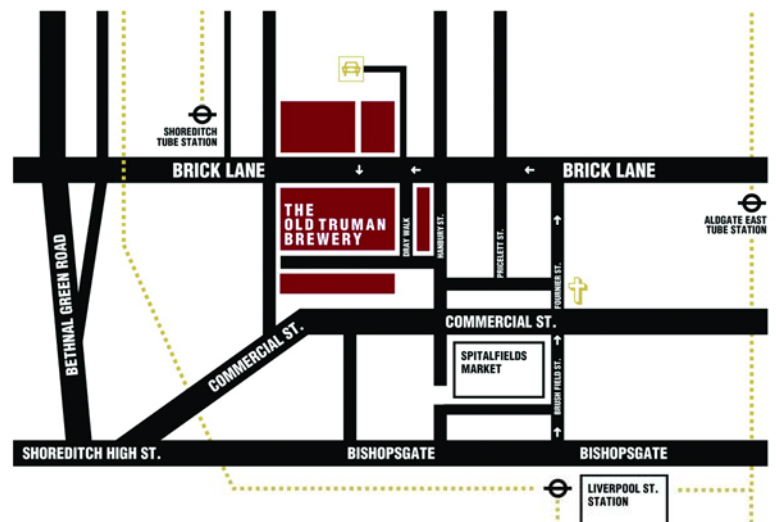 SHOREDITCH
TUBE STATION
BRICK LANE
BRICK LANE
THE
OLD TRUMAN
BREWERY
DRAY WALK
HANBURY ST.
PRICELETT ST.
FOURNIER ST.
ALDGATE EAST
TUBE STATION
BETHNAL GREEN ROAD
COMMERCIAL ST.
COMMERCIAL ST.
SPITALFIELDS
MARKET
BRUSH FIELD ST.
SHOREDITCH HIGH ST.
BISHOPSGATE
BISHOPSGATE
LIVERPOOL ST.
STATION